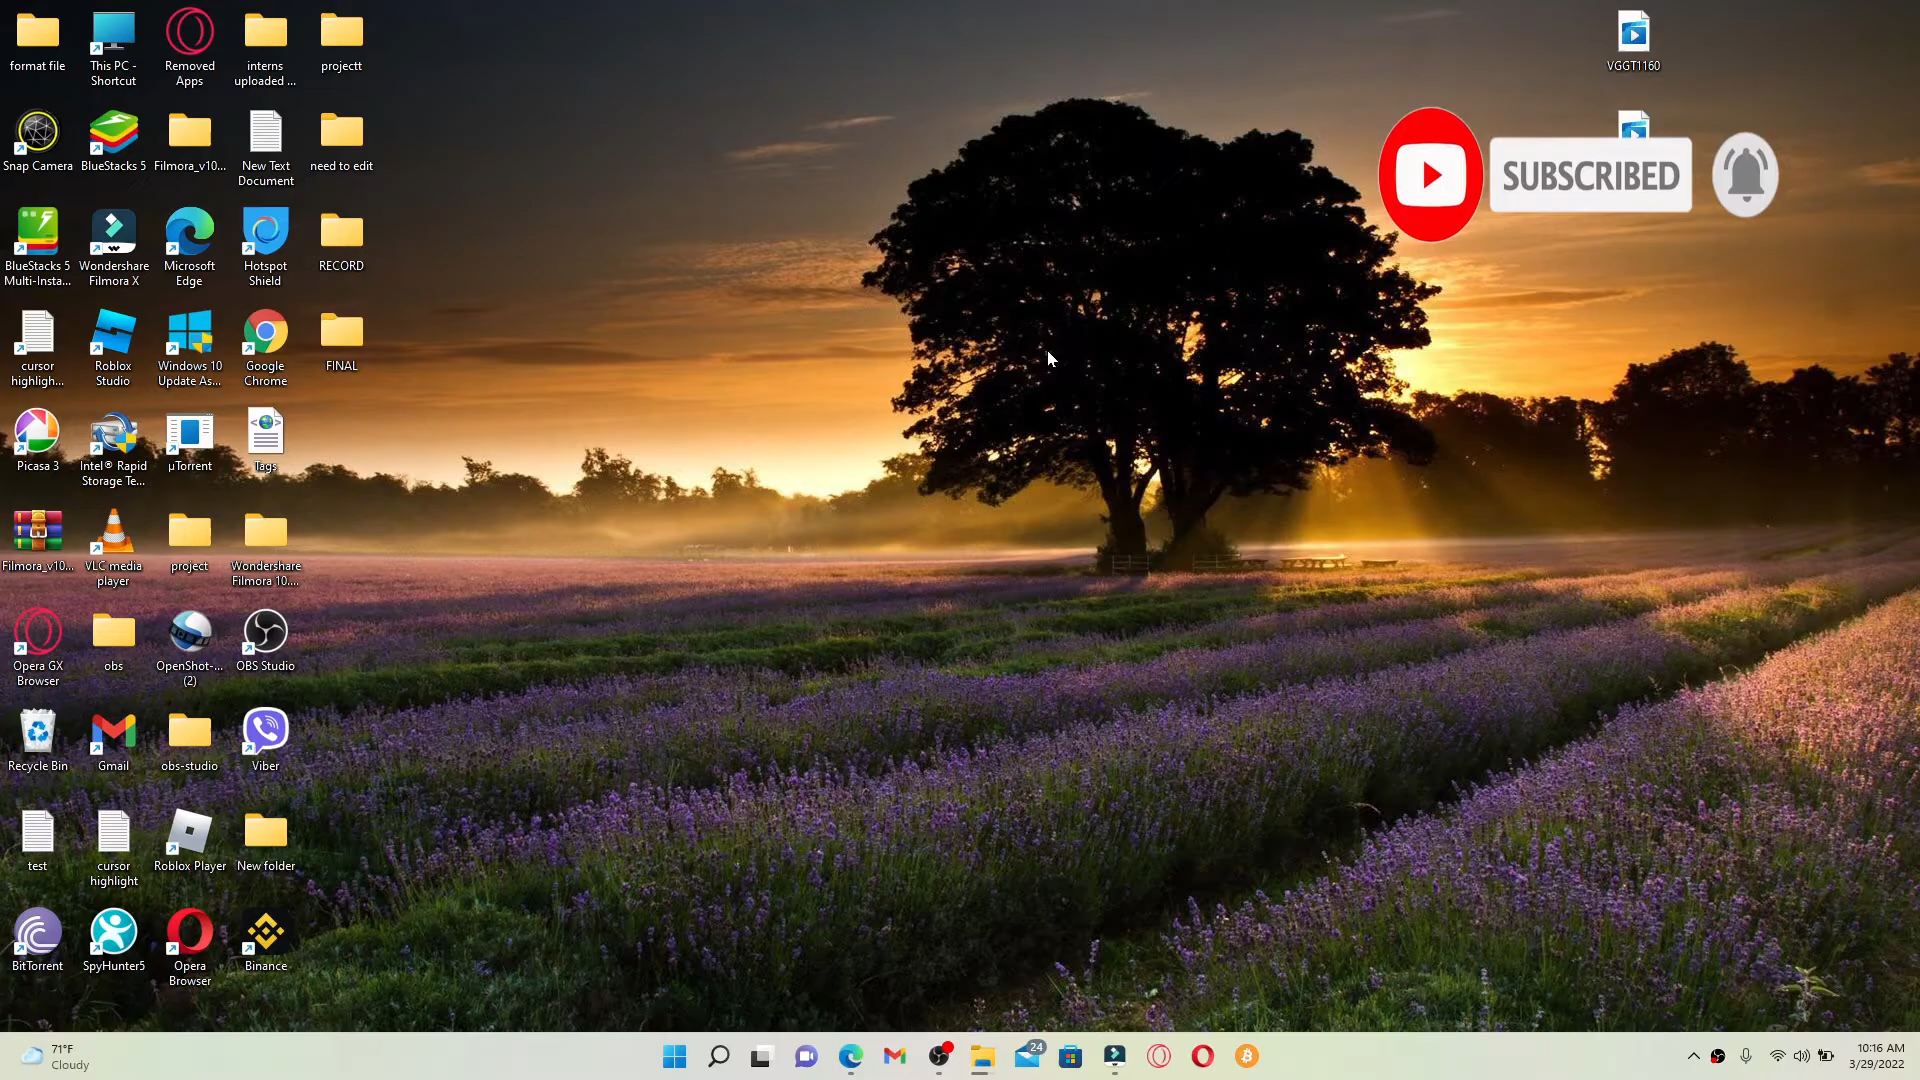 format file
This PC -
Shortcut
Removed
Apps
interns
uploaded ...
projectt
VGGT1160
Snap Camera
BlueStacks 5
Filmora_v10...
New Text
Document
need to edit
SUBSCRIBED
BlueStacks 5
Multi-Insta...
Wondershare
Filmora X
Microsoft
Edge
Hotspot
Shield
RECORD
cursor
highligh...
Roblox
Studio
Windows 10
Update As...
Google
Chrome
FINAL
Picasa 3
Intel® Rapid
Storage Te...
µTorrent
Tags
Filmora_v10...
VLC media
player
project
Wondershare
Filmora 10....
Opera GX
Browser
obs
OpenShot-...
(2)
OBS Studio
Recycle Bin
Gmail
obs-studio
Viber
test
cursor
highlight
Roblox Player
New folder
BitTorrent
SpyHunter5
Opera
Browser
Binance
71°F
Cloudy
24
10:16 AM
3/29/2022